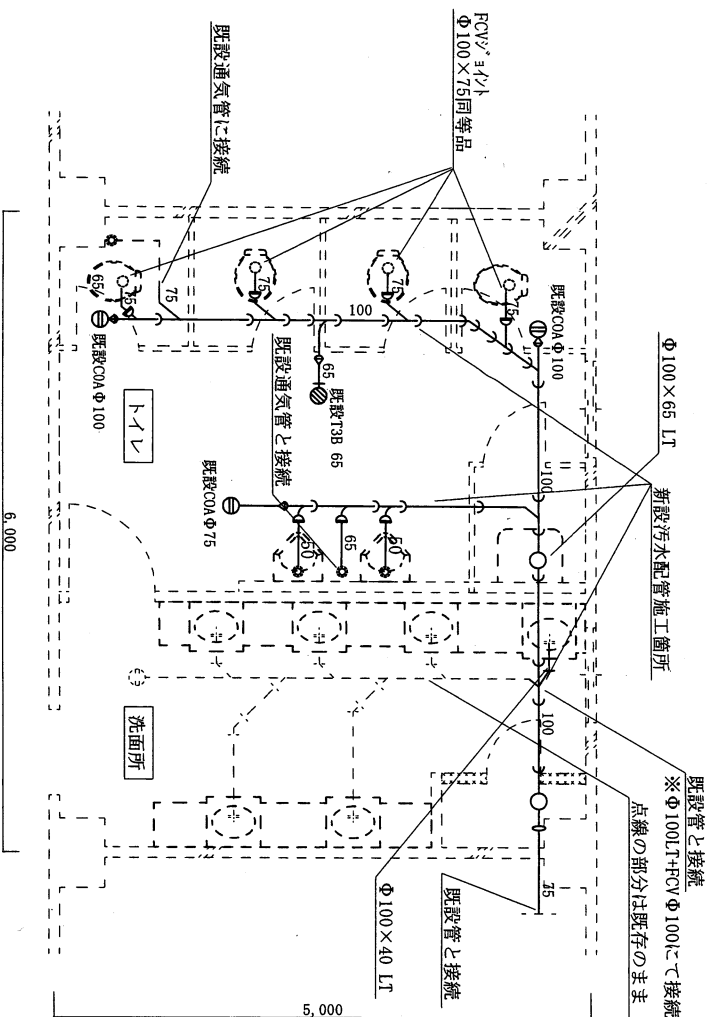 FCVジョイント
Φ100×75同等品
既設通気管に接続
既設COAΦ100
Φ100×65 LT
新設汚水配管施工箇所
既設管と接続
※Φ100LT+FCVΦ100にて接続
点線の部分は既存のまま
75
75
75
75
75
65
100
100
100
既設COAΦ100
65
既設T3B 65
既設通気管と接続
トイレ
既設COAΦ75
50
65
50
洗面所
75
既設管と接続
Φ100×40 LT
6,000
5,000